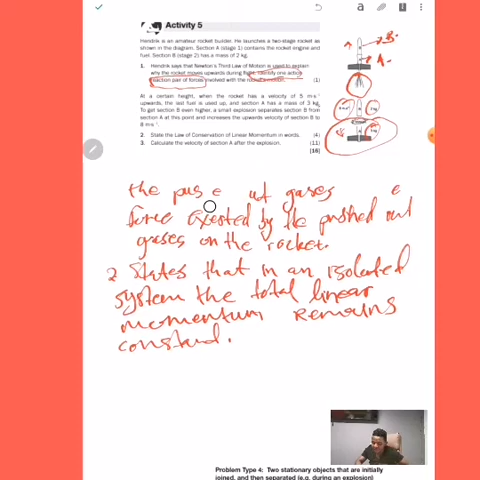 Activity 5
Hendrik is an amateur rocket builder. He launches a two-stage rocket as
shown in the diagram. Section A (stage 1) contains the rocket engine and
fuel. Section B (stage 2) has a mass of 2 kg.
1. Hendrik says that Newton's Third Law of Motion is used to explain
why the rocket moves upwards during flight. Identify one action
reaction pair of forces involved with the rocket's motion. (1)
At a certain height, when the rocket has a velocity of 5 m·s-1
upwards, the last fuel is used up, and section A has a mass of 3 kg.
To get section B even higher, a small explosion separates section B from
section A at this point and increases the upwards velocity of section B to
8 m·s-1.
2. State the Law of Conservation of Linear Momentum in words. (4)
3. Calculate the velocity of section A after the explosion. (11)
[16]
B.
A.
the pus e ut gases e
force exested by the pushed out
gases on the rocket.
2 States that in an isolated
system the total linear
momentum Remains
constand.
Problem Type 4: Two stationary objects that are initially
joined, and then separated (e.g. during an explosion)